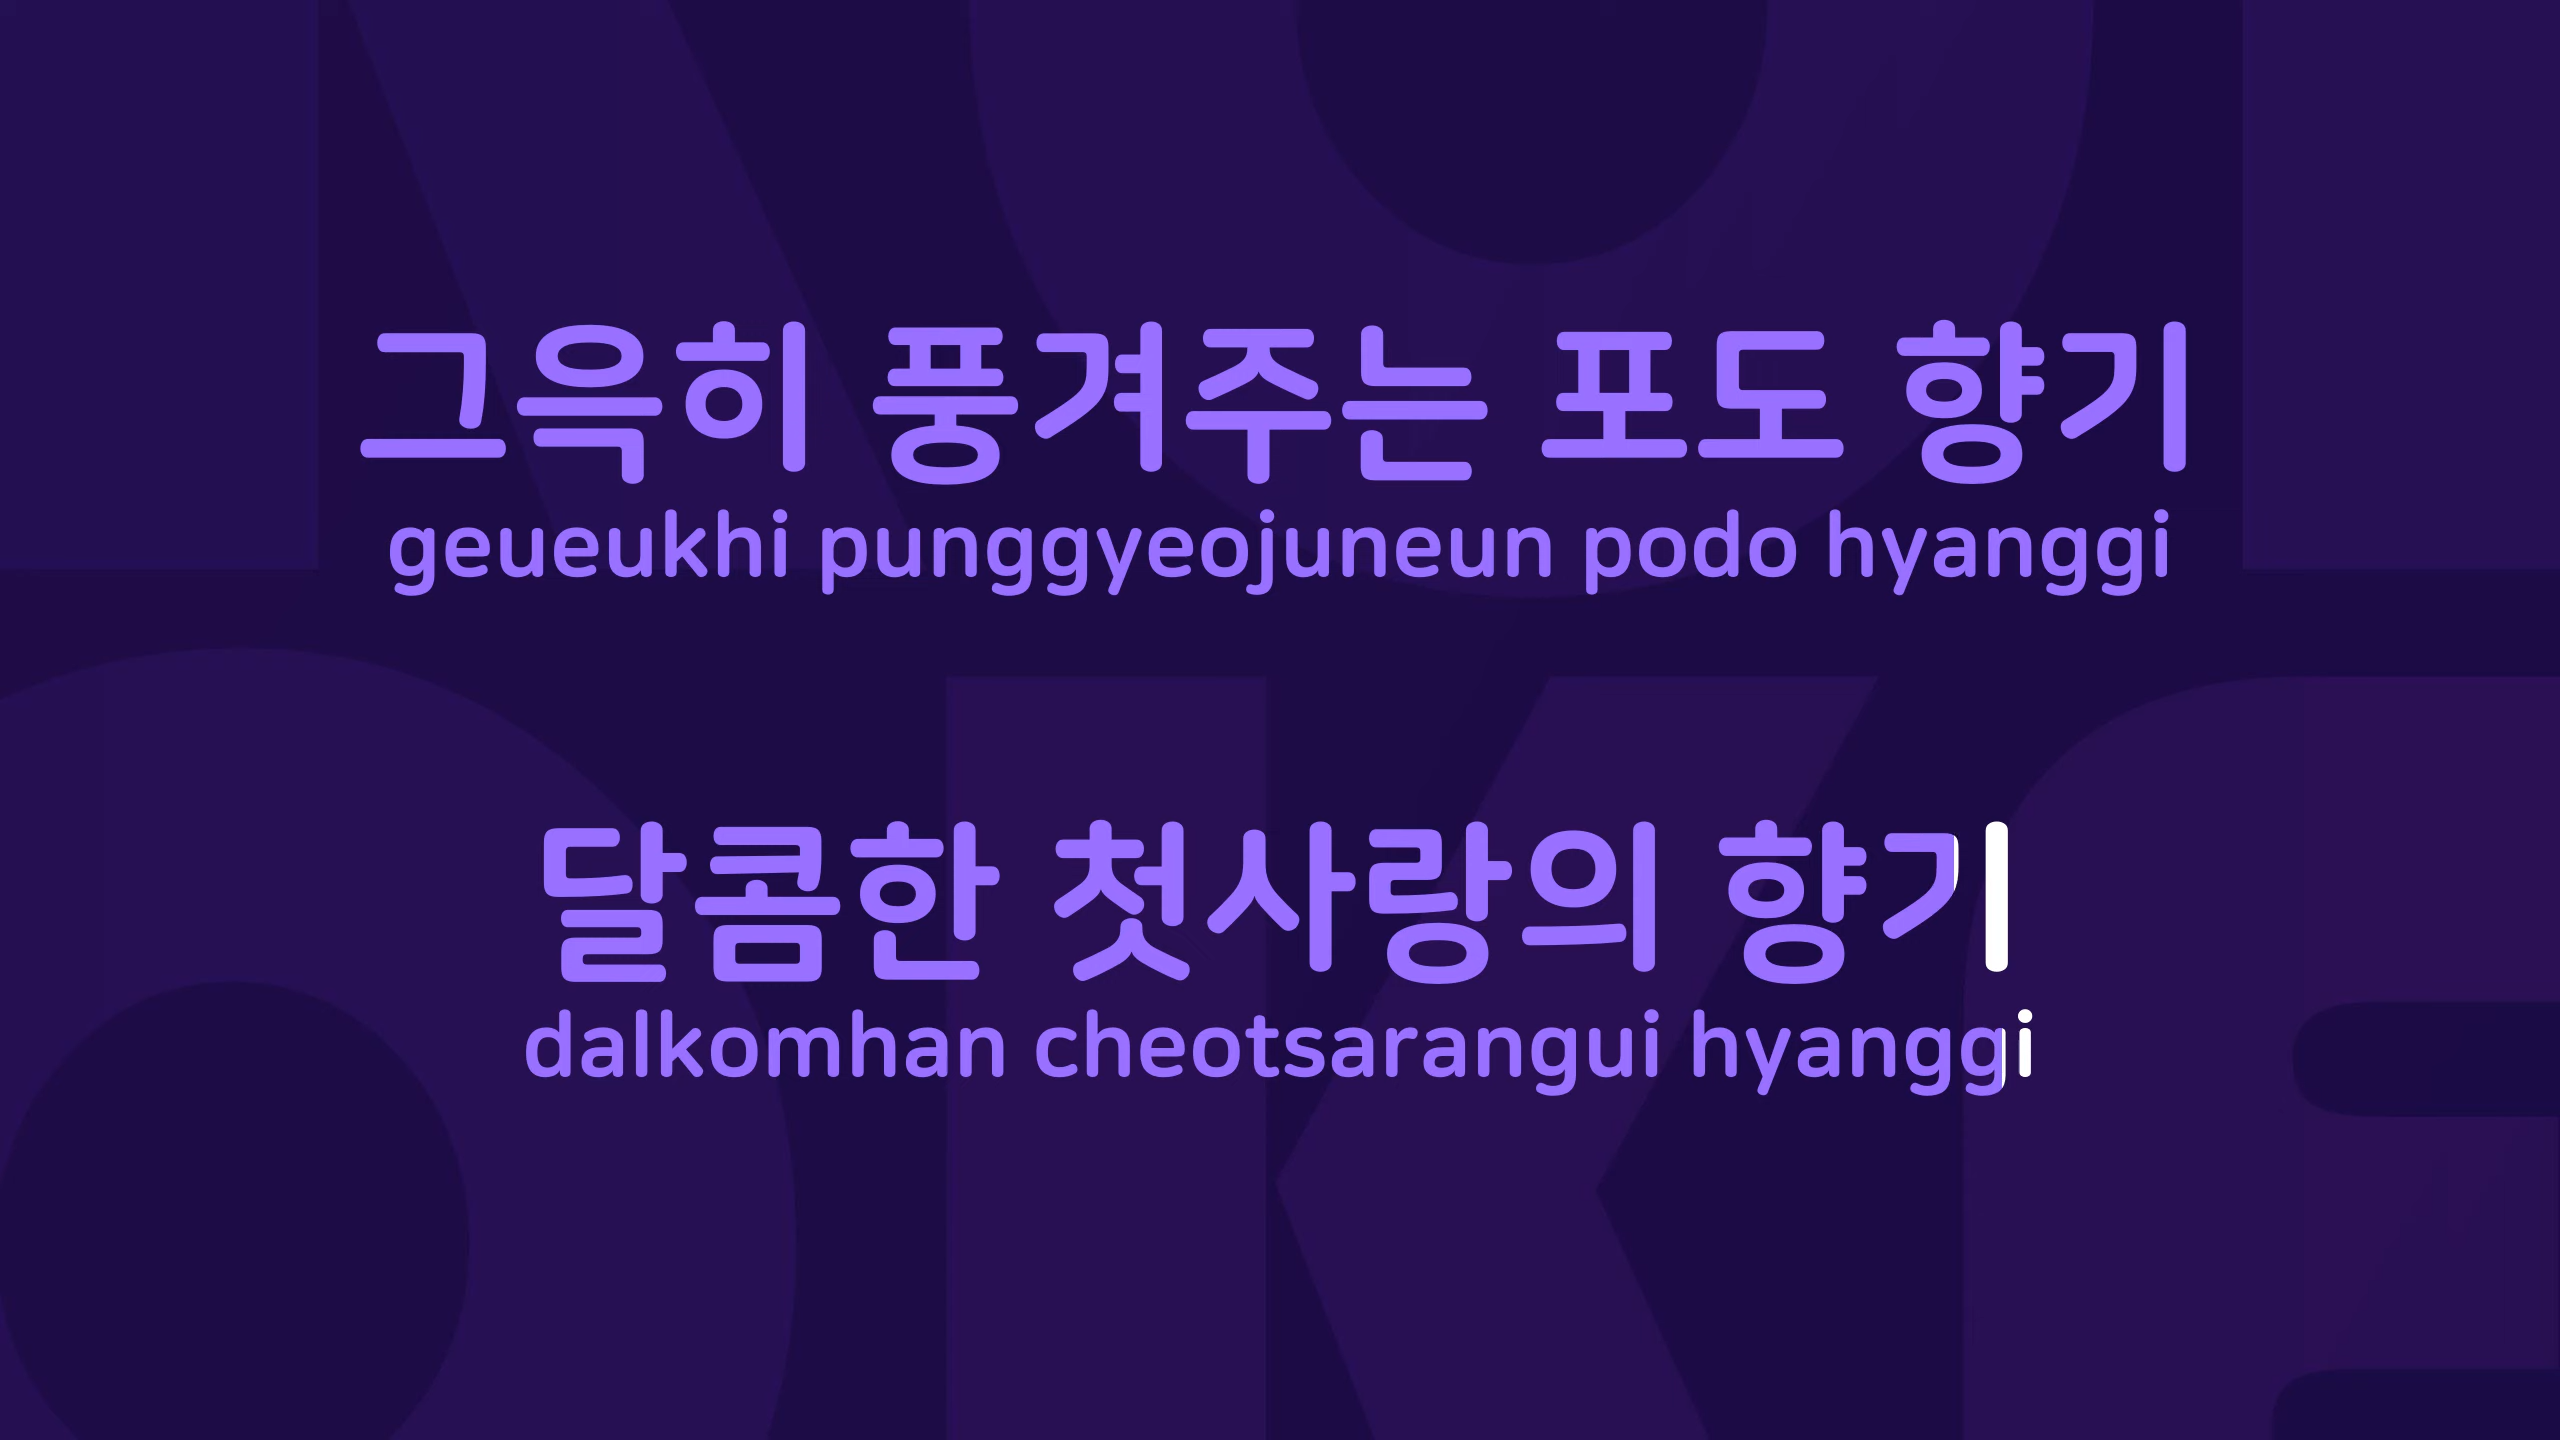 그윽히 풍겨주는 포도 향기
geueukhi punggyeojuneun podo hyanggi
달콤한 첫사랑의 향기
dalkomhan cheotsarangui hyanggi